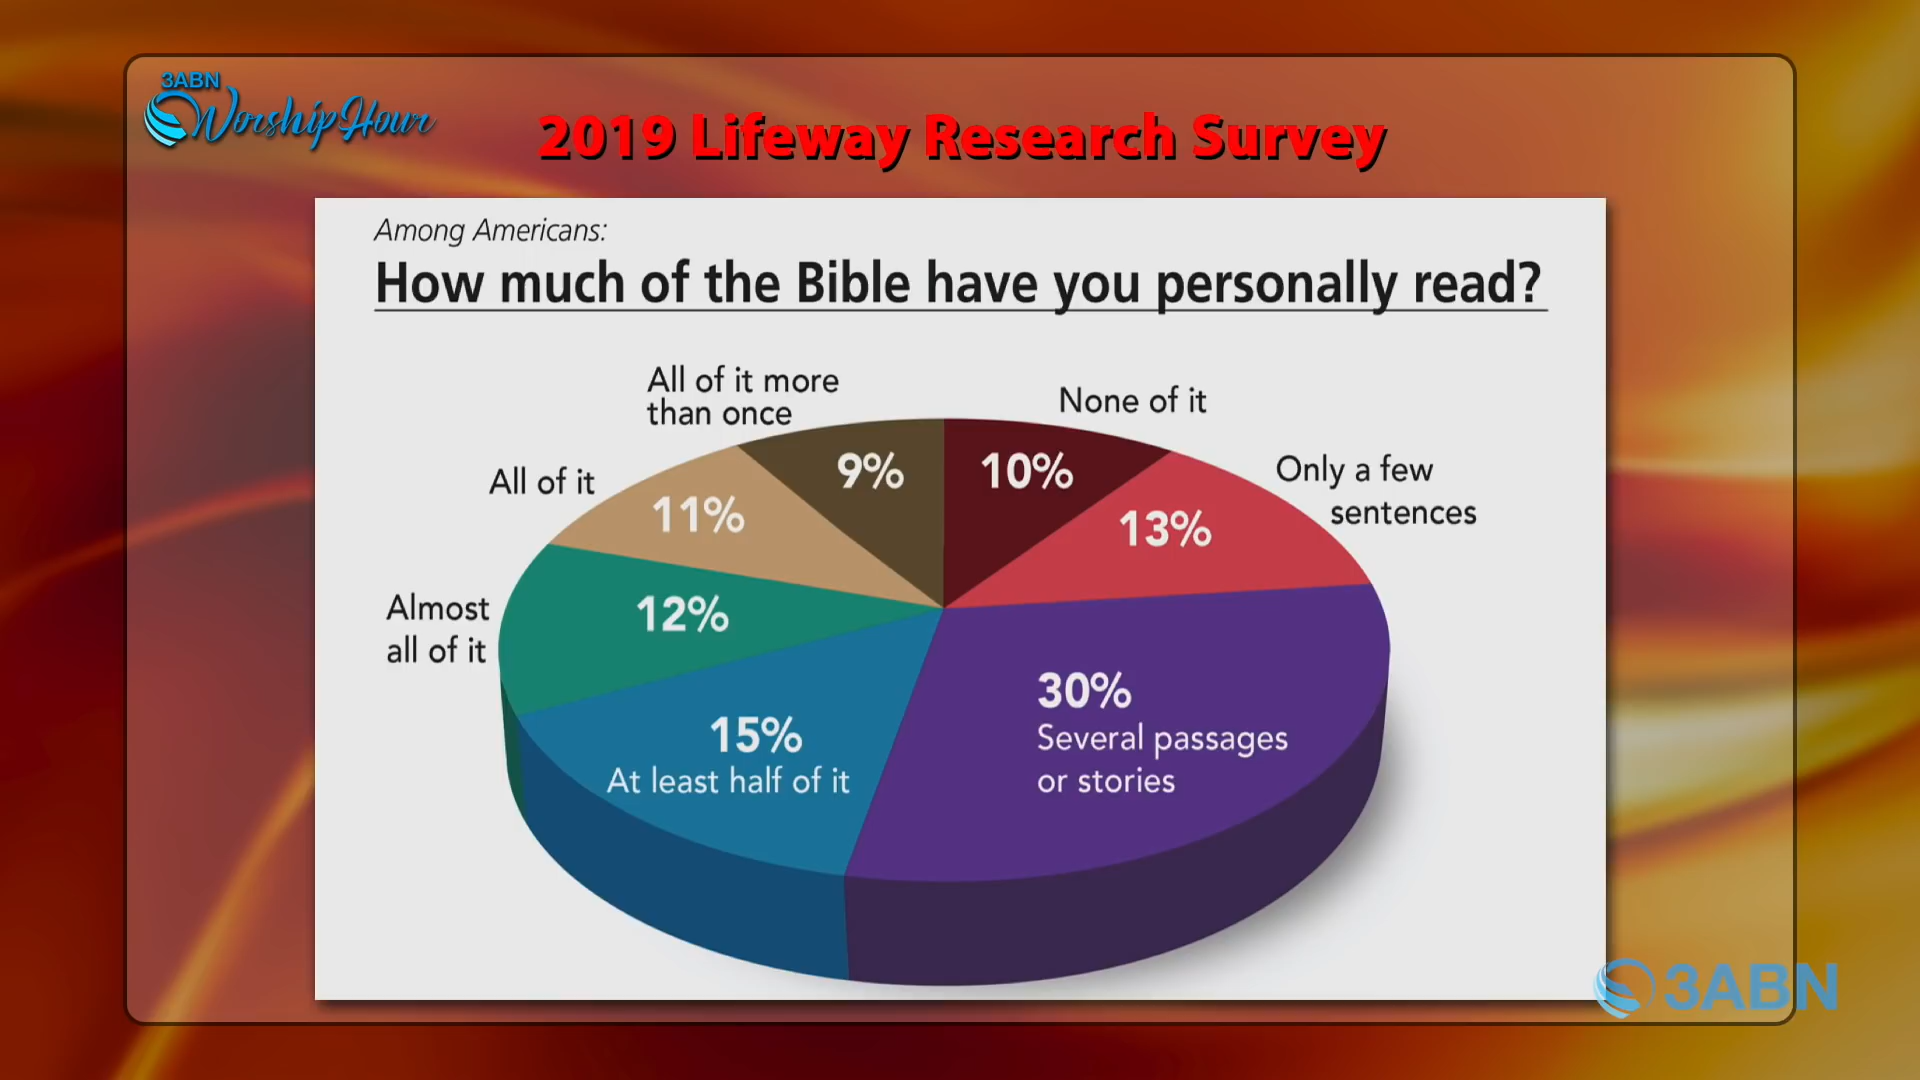 3ABN
Worship Hour
2019 Lifeway Research Survey
Among Americans:
How much of the Bible have you personally read?
All of it more
than once
None of it
9%
10%
Only a few
sentences
All of it
11%
13%
Almost
all of it
12%
30%
Several passages
or stories
15%
At least half of it
3ABN